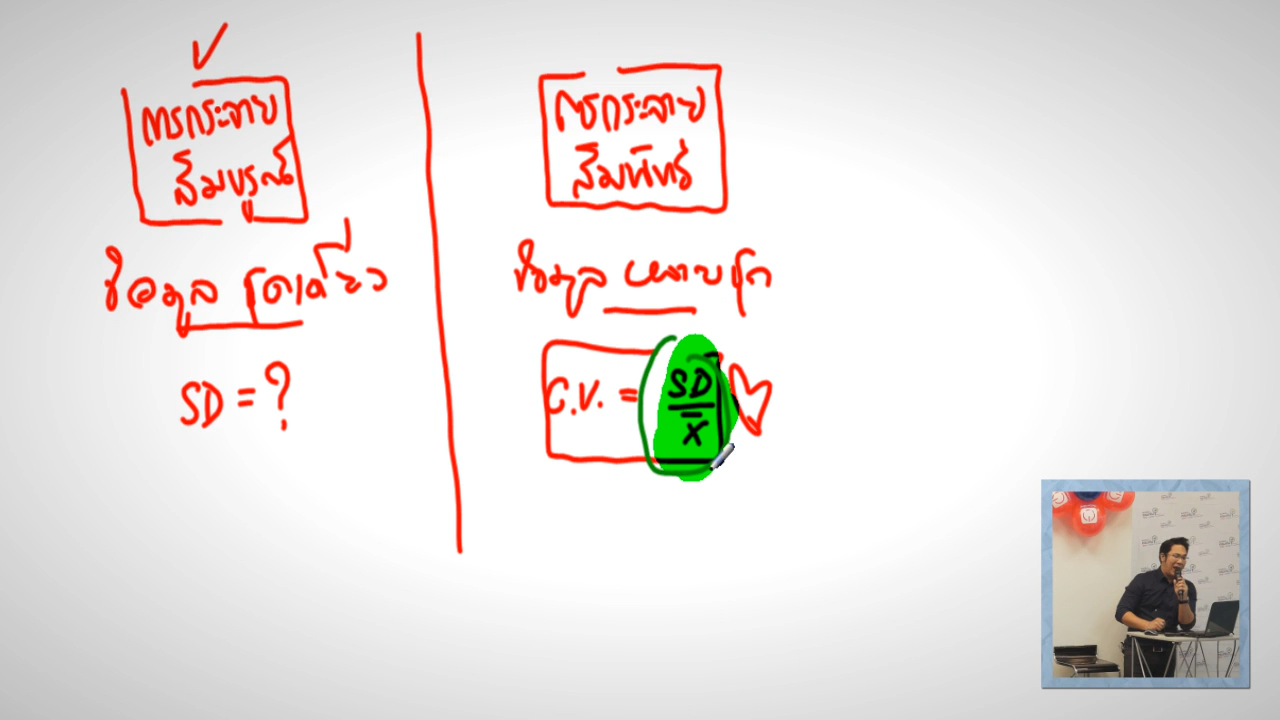 การกระจาย
สัมบูรณ์
ข้อมูล ชุดเดียว
SD = ?
การกระจาย
สัมพัทธ์
ข้อมูล หลายชุด
C.V. = SD / x̄